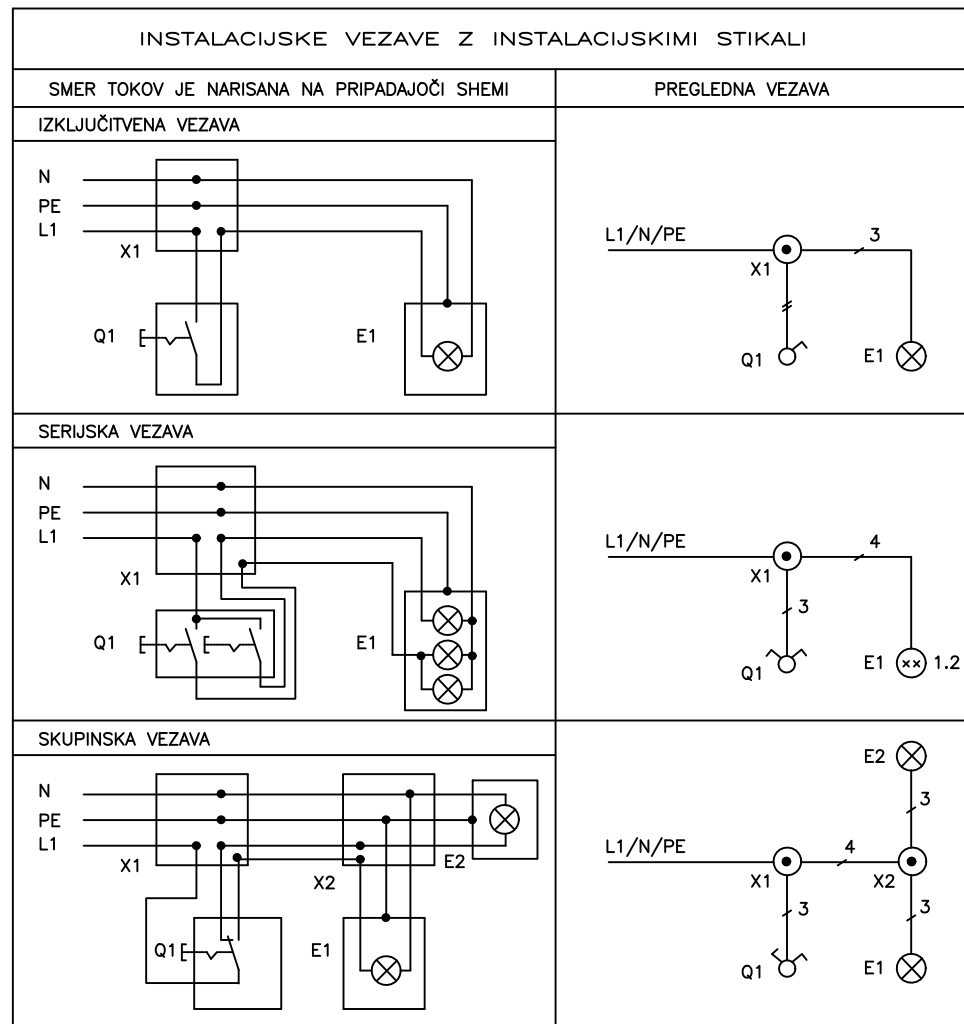 INSTALACIJSKE VEZAVE Z INSTALACIJSKIMI STIKALI
SMER TOKOV JE NARISANA NA PRIPADAJOČI SHEMI
PREGLEDNA VEZAVA
IZKLJUČITVENA VEZAVA
N
PE
L1
X1
Q1
E1
L1/N/PE
3
X1
Q1
E1
SERIJSKA VEZAVA
N
PE
L1
X1
Q1
E1
L1/N/PE
4
X1
3
Q1
E1
1.2
SKUPINSKA VEZAVA
N
PE
L1
X1
X2
E2
Q1
E1
E2
3
L1/N/PE
4
X1
X2
3
3
Q1
E1